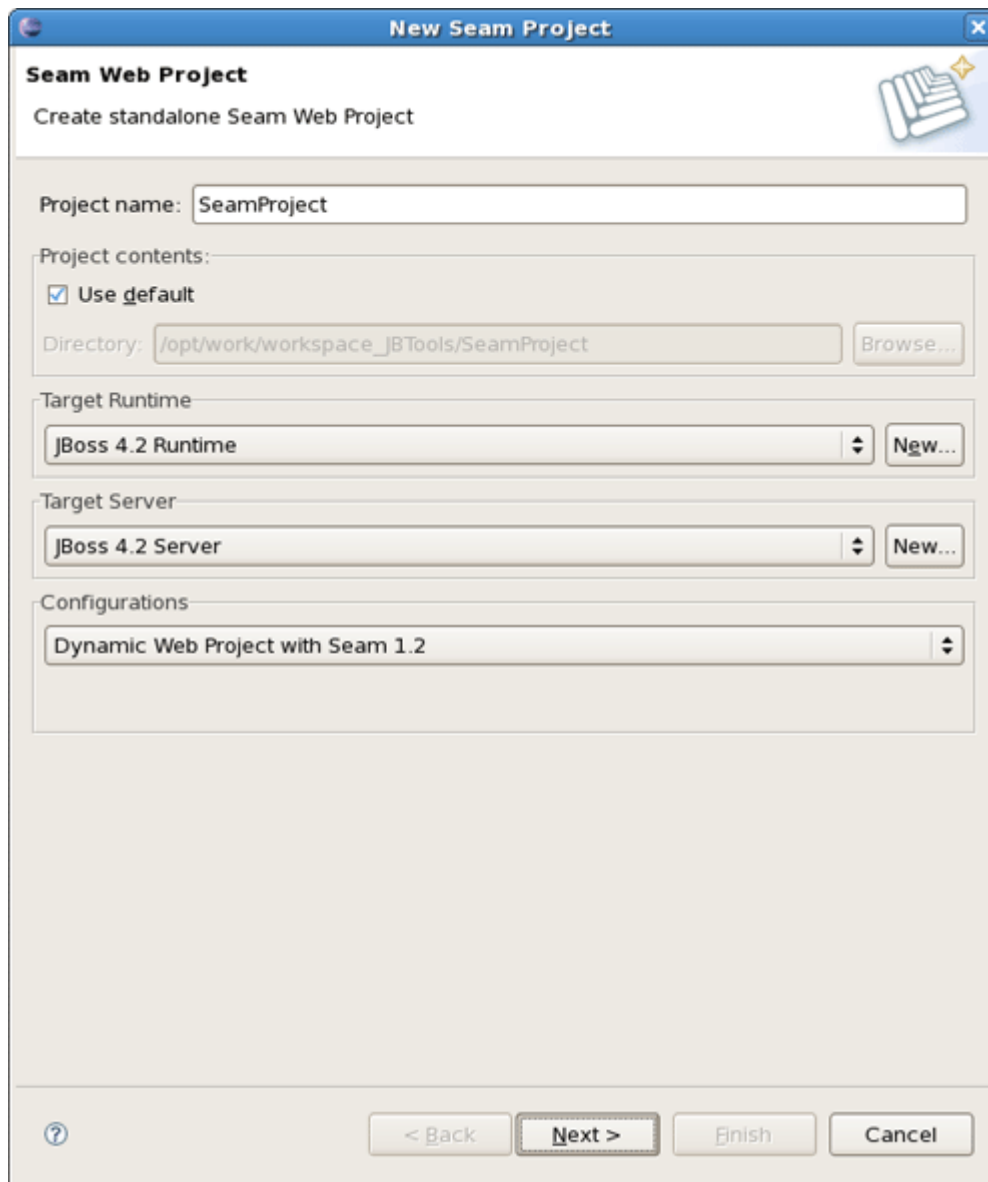 New Seam Project
Seam Web Project
Create standalone Seam Web Project
Project name: SeamProject
Project contents:
Use default
Directory: /opt/work/workspace_JBTools/SeamProject Browse...
Target Runtime
JBoss 4.2 Runtime New...
Target Server
JBoss 4.2 Server New...
Configurations
Dynamic Web Project with Seam 1.2
? < Back Next > Finish Cancel